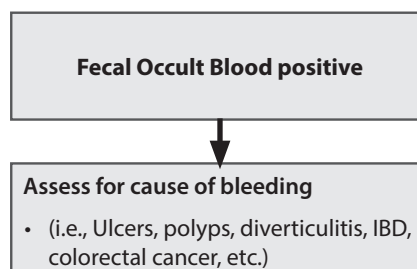 Fecal Occult Blood positive
Assess for cause of bleeding
• (i.e., Ulcers, polyps, diverticulitis, IBD,
colorectal cancer, etc.)